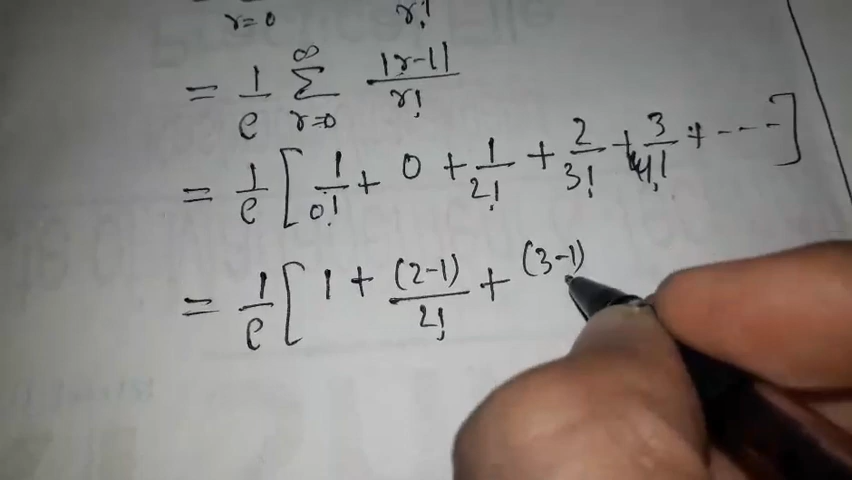 r=0 r!
= 1/e ∞ Σ r=0 |r-1|/r!
= 1/e [ 1/0! + 0 + 1/2! + 2/3! + 3/4! + ---- ]
= 1/e [ 1 + (2-1)/2! + (3-1)